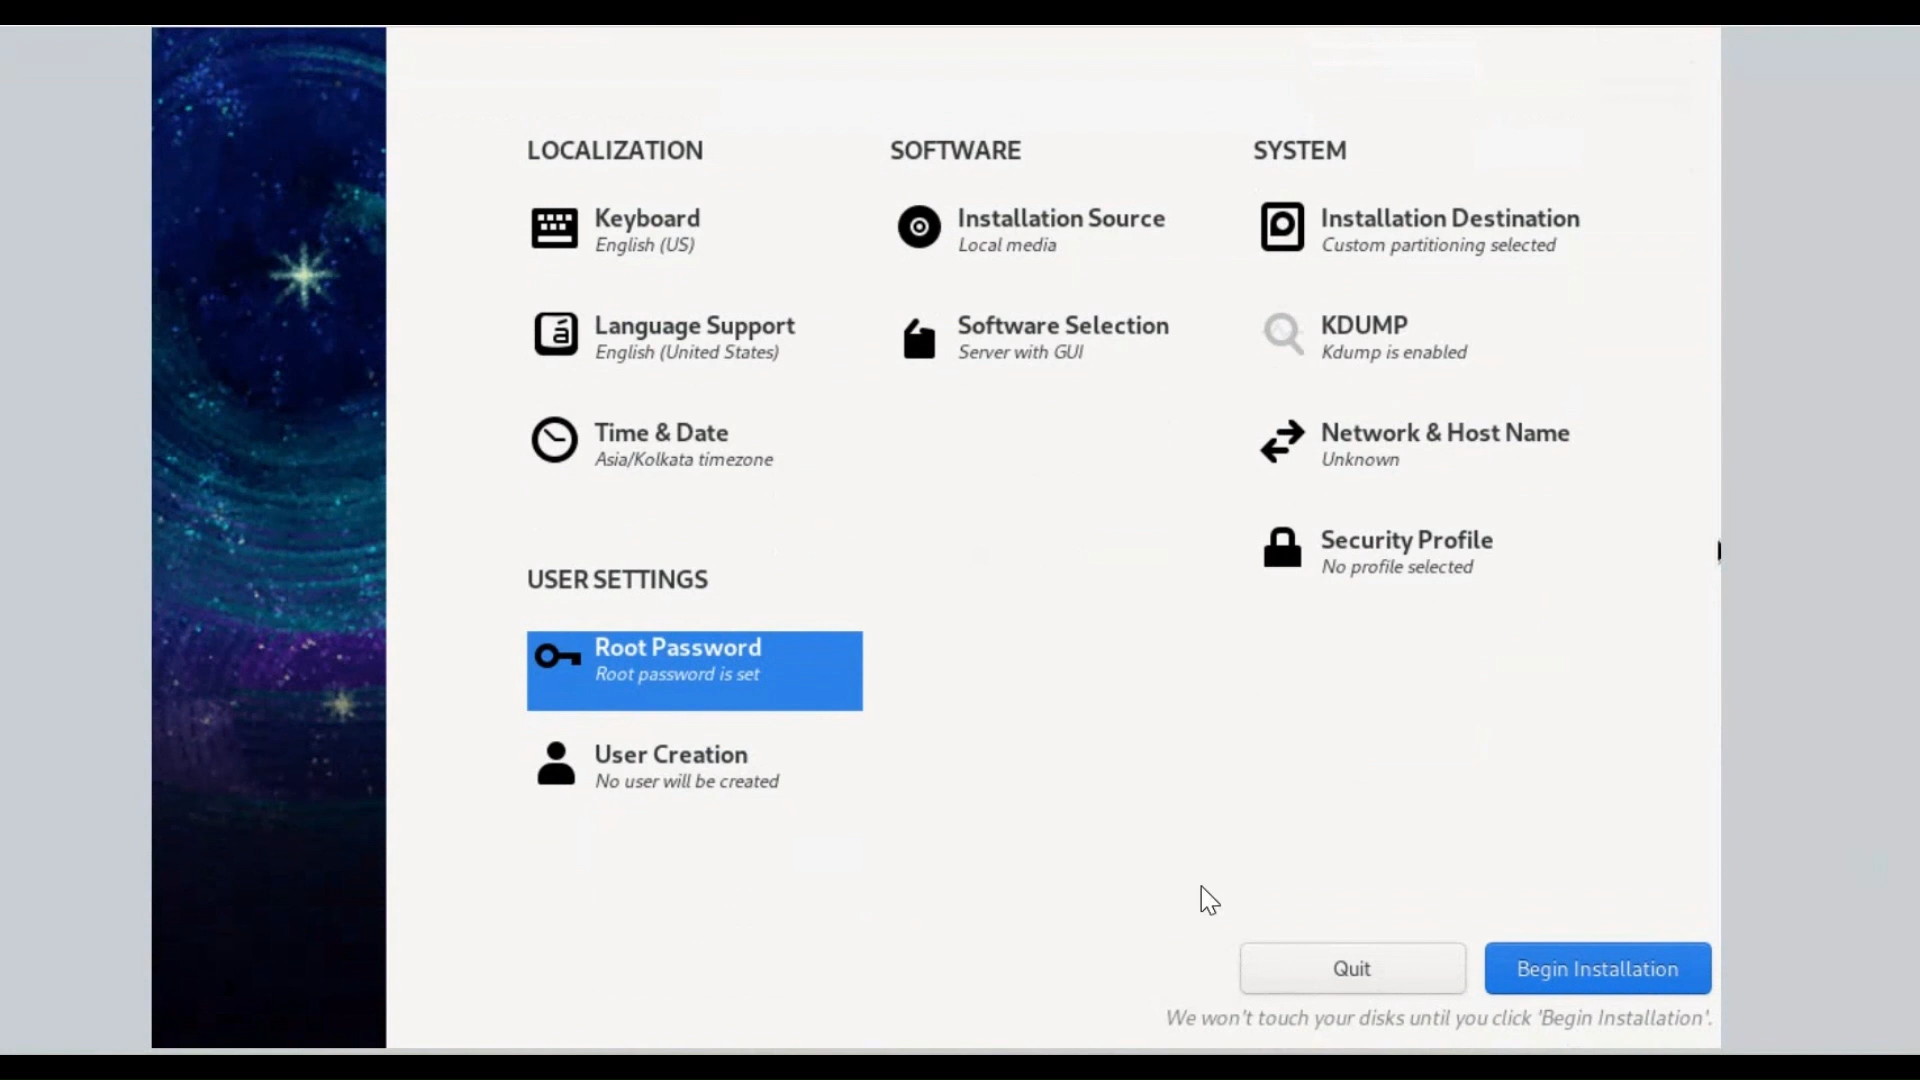 LOCALIZATION
Keyboard
English (US)
Language Support
English (United States)
Time & Date
Asia/Kolkata timezone
SOFTWARE
Installation Source
Local media
Software Selection
Server with GUI
SYSTEM
Installation Destination
Custom partitioning selected
KDUMP
Kdump is enabled
Network & Host Name
Unknown
Security Profile
No profile selected
USER SETTINGS
Root Password
Root password is set
User Creation
No user will be created
Quit
Begin Installation
We won't touch your disks until you click 'Begin Installation'.